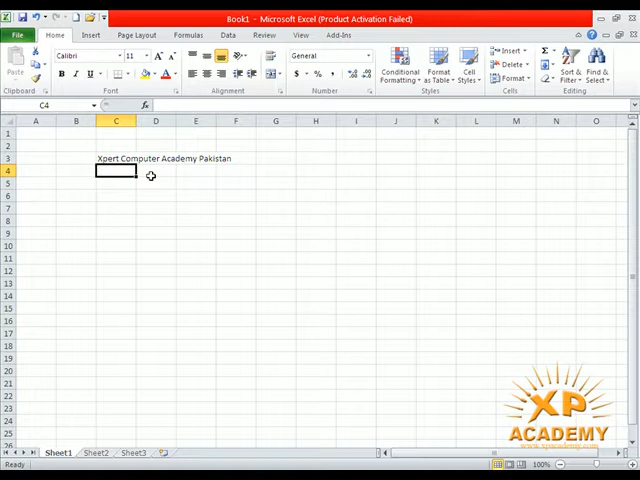 Book1 - Microsoft Excel (Product Activation Failed)
File Home Insert Page Layout Formulas Data Review View Add-Ins
Paste
Calibri 11
General
Conditional Formatting
Format as Table
Cell Styles
Insert
Delete
Format
Sort & Filter
Find & Select
Clipboard Font Alignment Number Styles Cells Editing
C4 fx
A B C D E F G H I J K L M N O
1
2
3 Xpert Computer Academy Pakistan
4
5
6
7
8
9
10
11
12
13
14
15
16
17
18
19
20
21
22
23
24
25
26
XP
ACADEMY
www.xpacademy.com
Sheet1 Sheet2 Sheet3
Ready 100%